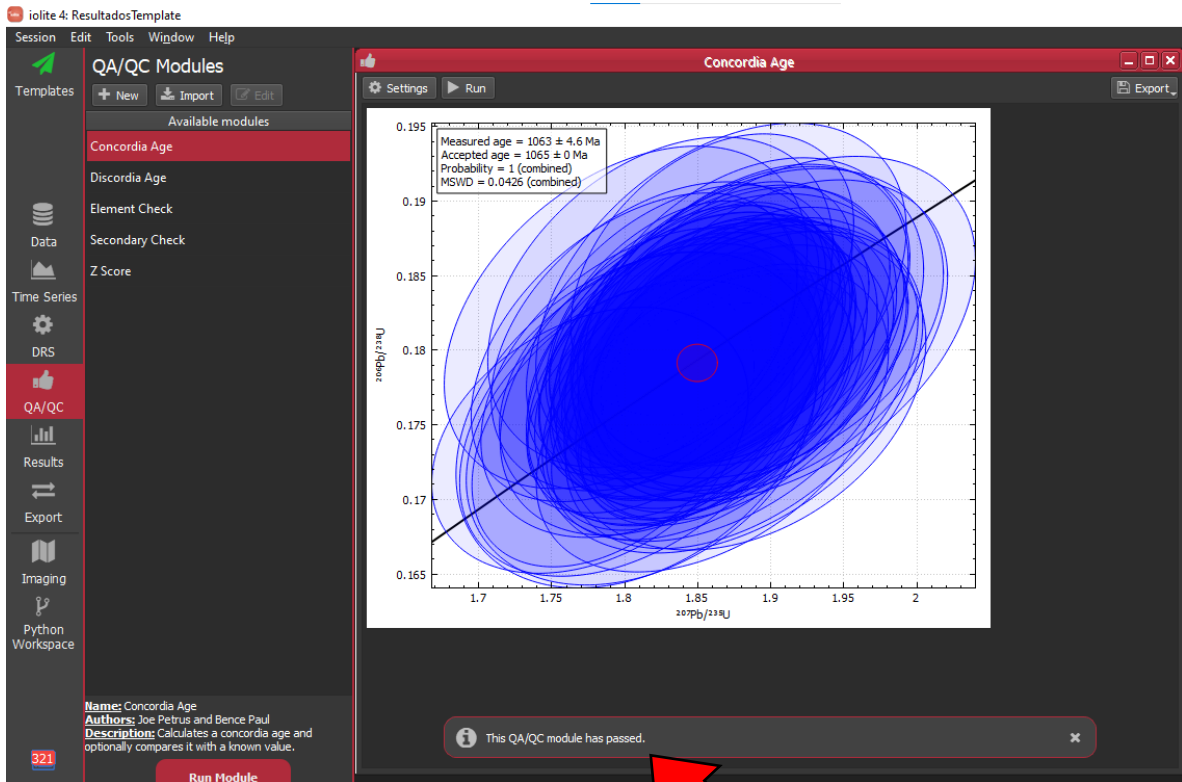 iolite 4: ResultadosTemplate
Session Edit Tools Window Help
Templates
Data
Time Series
DRS
QA/QC
Results
Export
Imaging
Python
Workspace
321
QA/QC Modules
+ New Import Edit
Available modules
Concordia Age
Discordia Age
Element Check
Secondary Check
Z Score
Name: Concordia Age
Authors: Joe Petrus and Bence Paul
Description: Calculates a concordia age and
optionally compares it with a known value.
Run Module
Concordia Age
Settings Run Export
Measured age = 1063 ± 4.6 Ma
Accepted age = 1065 ± 0 Ma
Probability = 1 (combined)
MSWD = 0.0426 (combined)
0.195
0.19
0.185
0.18
0.175
0.17
0.165
²⁰⁶Pb/²³⁸U
1.7 1.75 1.8 1.85 1.9 1.95 2
²⁰⁷Pb/²³⁵U
This QA/QC module has passed.